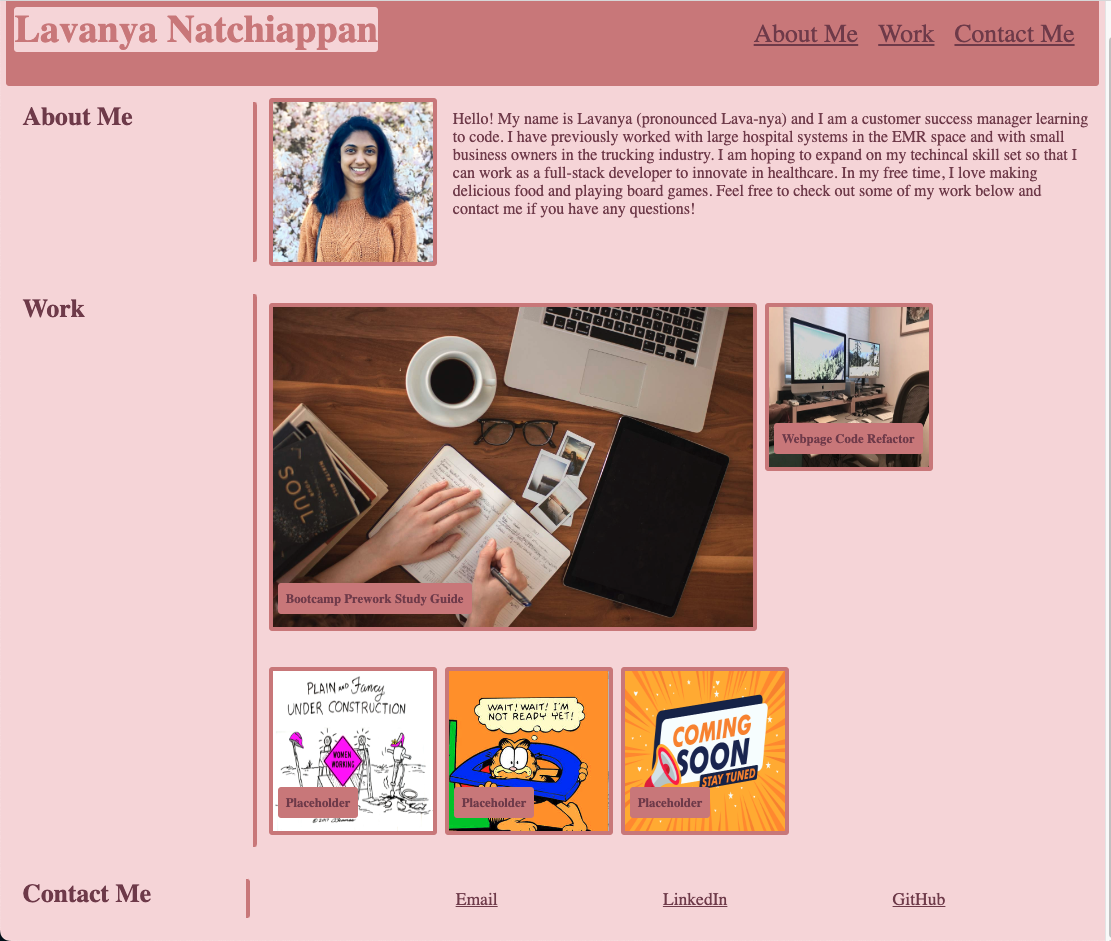 Lavanya Natchiappan
About Me Work Contact Me
About Me
Hello! My name is Lavanya (pronounced Lava-nya) and I am a customer success manager learning
to code. I have previously worked with large hospital systems in the EMR space and with small
business owners in the trucking industry. I am hoping to expand on my techincal skill set so that I
can work as a full-stack developer to innovate in healthcare. In my free time, I love making
delicious food and playing board games. Feel free to check out some of my work below and
contact me if you have any questions!
Work
SOUL
Bootcamp Prework Study Guide
Webpage Code Refactor
PLAIN AND Fancy
UNDER CONSTRUCTION
WOMEN
WORKING
Placeholder
WAIT! WAIT! I'M
NOT READY YET!
Placeholder
COMING
SOON
STAY TUNED
Placeholder
Contact Me
Email
LinkedIn
GitHub